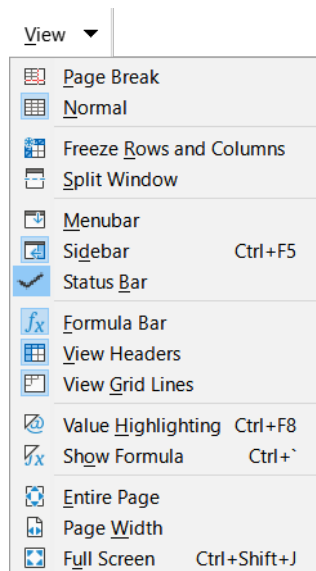 View
Page Break
Normal
Freeze Rows and Columns
Split Window
Menubar
Sidebar Ctrl+F5
Status Bar
fx Formula Bar
View Headers
View Grid Lines
Value Highlighting Ctrl+F8
Show Formula Ctrl+`
Entire Page
Page Width
Full Screen Ctrl+Shift+J